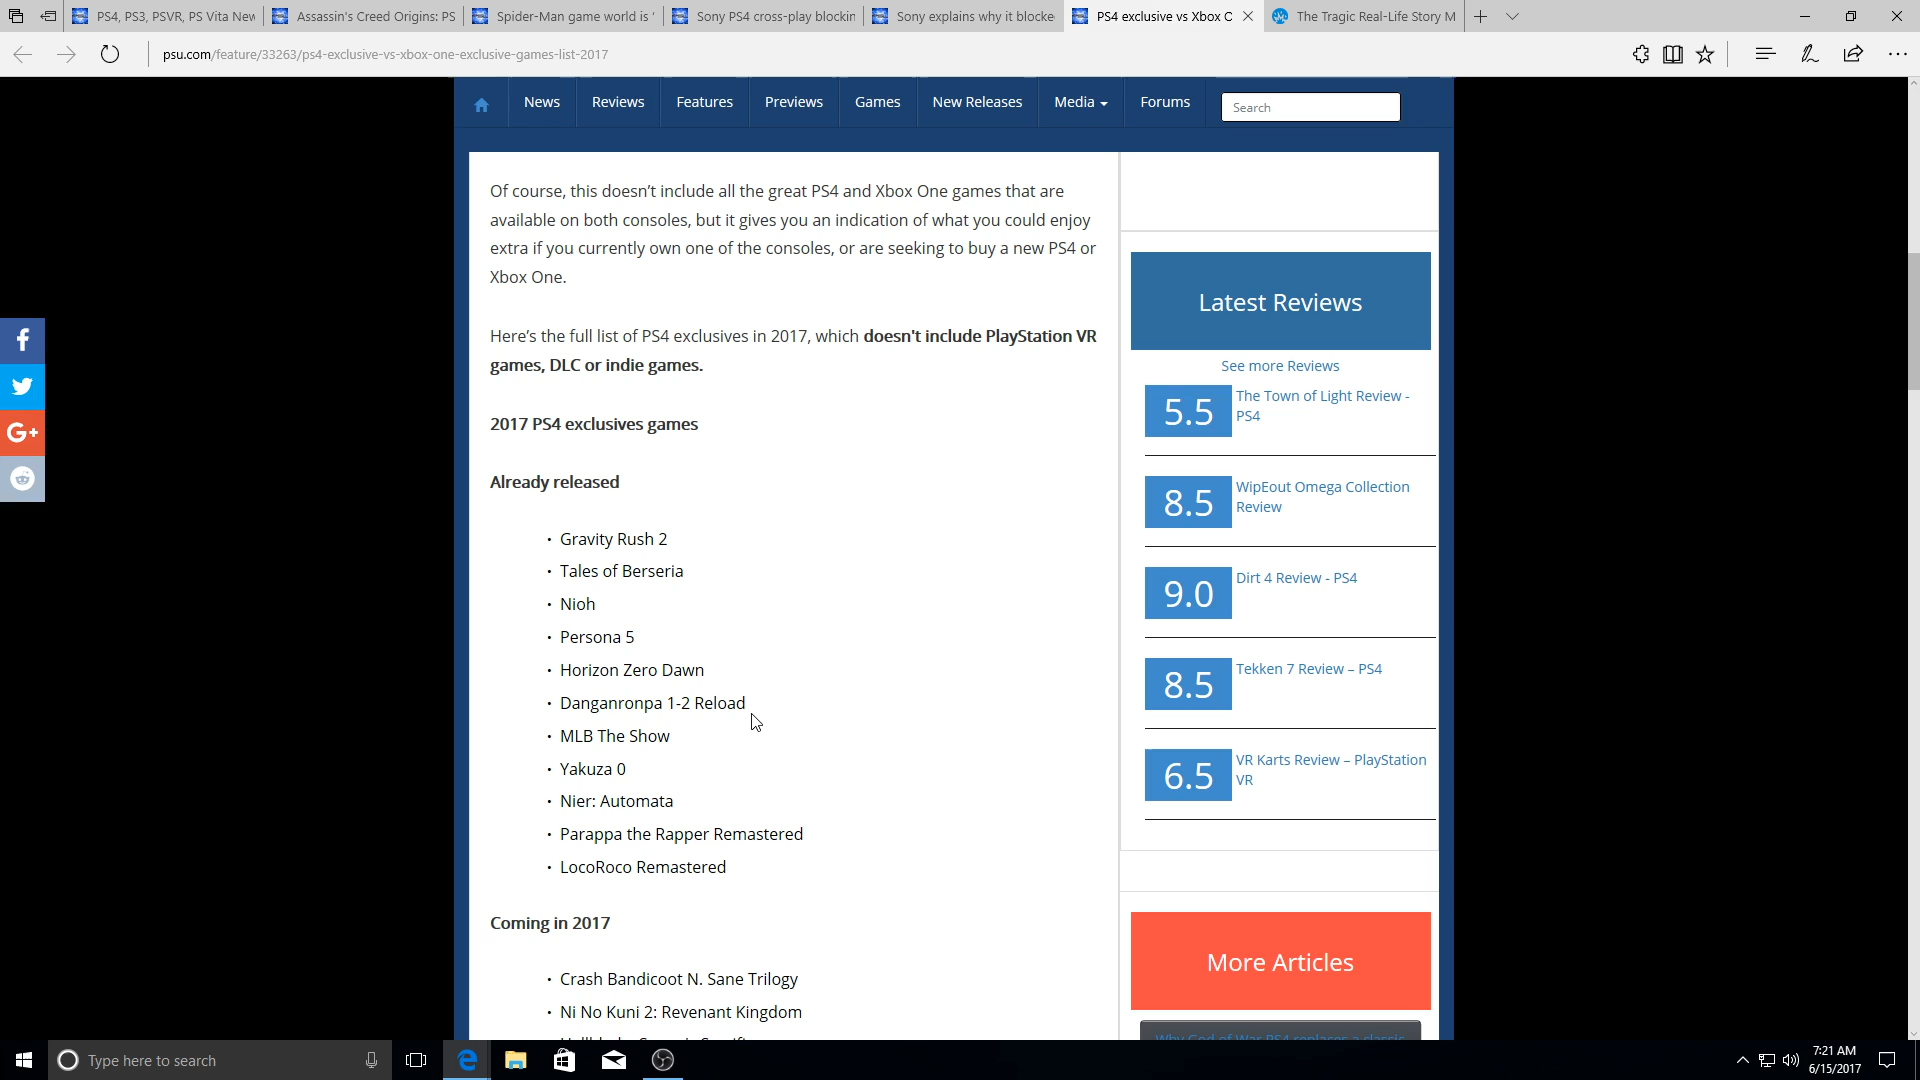 PS4, PS3, PSVR, PS Vita Nev
Assassin's Creed Origins: PS
Spider-Man game world is '
Sony PS4 cross-play blockin
Sony explains why it blocke
PS4 exclusive vs Xbox C
The Tragic Real-Life Story M
psu.com/feature/33263/ps4-exclusive-vs-xbox-one-exclusive-games-list-2017
News
Reviews
Features
Previews
Games
New Releases
Media
Forums
Search
Of course, this doesn’t include all the great PS4 and Xbox One games that are
available on both consoles, but it gives you an indication of what you could enjoy
extra if you currently own one of the consoles, or are seeking to buy a new PS4 or
Xbox One.
Here’s the full list of PS4 exclusives in 2017, which doesn't include PlayStation VR
games, DLC or indie games.
2017 PS4 exclusives games
Already released
• Gravity Rush 2
• Tales of Berseria
• Nioh
• Persona 5
• Horizon Zero Dawn
• Danganronpa 1-2 Reload
• MLB The Show
• Yakuza 0
• Nier: Automata
• Parappa the Rapper Remastered
• LocoRoco Remastered
Coming in 2017
• Crash Bandicoot N. Sane Trilogy
• Ni No Kuni 2: Revenant Kingdom
Latest Reviews
See more Reviews
5.5
The Town of Light Review -
PS4
8.5
WipEout Omega Collection
Review
9.0
Dirt 4 Review - PS4
8.5
Tekken 7 Review – PS4
6.5
VR Karts Review – PlayStation
VR
More Articles
Why God of War PS4 replaces a classic
f
G+
Type here to search
7:21 AM
6/15/2017